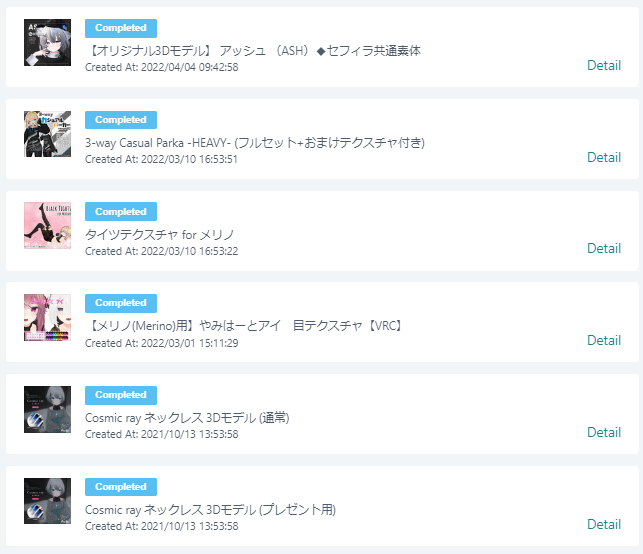 Completed
【オリジナル3Dモデル】 アッシュ （ASH）◆セフィラ共通素体
Created At: 2022/04/04 09:42:58
Detail
Completed
3-way Casual Parka -HEAVY- (フルセット+おまけテクスチャ付き)
Created At: 2022/03/10 16:53:51
Detail
Completed
タイツテクスチャ for メリノ
Created At: 2022/03/10 16:53:22
Detail
Completed
【メリノ(Merino)用】やみはーとアイ　目テクスチャ【VRC】
Created At: 2022/03/01 15:11:29
Detail
Completed
Cosmic ray ネックレス 3Dモデル (通常)
Created At: 2021/10/13 13:53:58
Detail
Completed
Cosmic ray ネックレス 3Dモデル (プレゼント用)
Created At: 2021/10/13 13:53:58
Detail